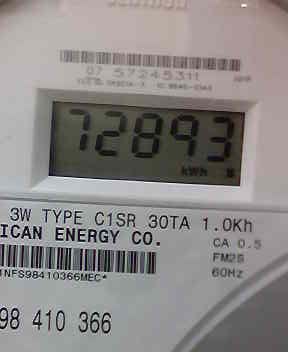 07 57245311
72893
kWh
3W TYPE C1SR 30TA 1.0Kh
ICAN ENERGY CO.
CA 0.5
FM2S
60Hz
1NFS98410366MEC*
98 410 366